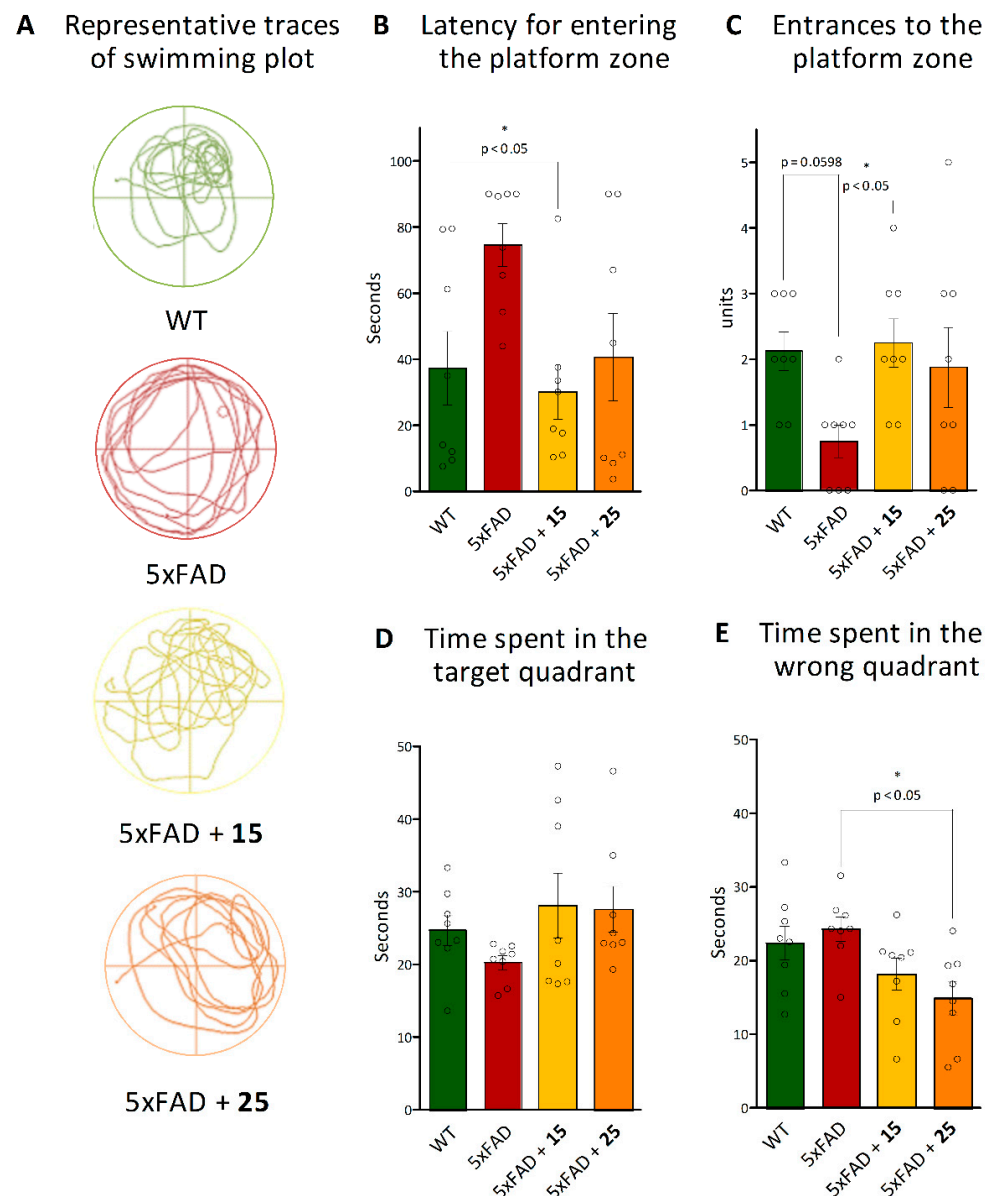 A Representative traces
of swimming plot
WT
5xFAD
5xFAD + 15
5xFAD + 25
B Latency for entering
the platform zone
Seconds
100
80
60
40
20
0
*
p < 0.05
WT
5xFAD
5xFAD + 15
5xFAD + 25
C Entrances to the
platform zone
units
5
4
3
2
1
0
p = 0.0598
*
p < 0.05
WT
5xFAD
5xFAD + 15
5xFAD + 25
D Time spent in the
target quadrant
Seconds
50
40
30
20
10
0
WT
5xFAD
5xFAD + 15
5xFAD + 25
E Time spent in the
wrong quadrant
Seconds
50
40
30
20
10
0
*
p < 0.05
WT
5xFAD
5xFAD + 15
5xFAD + 25